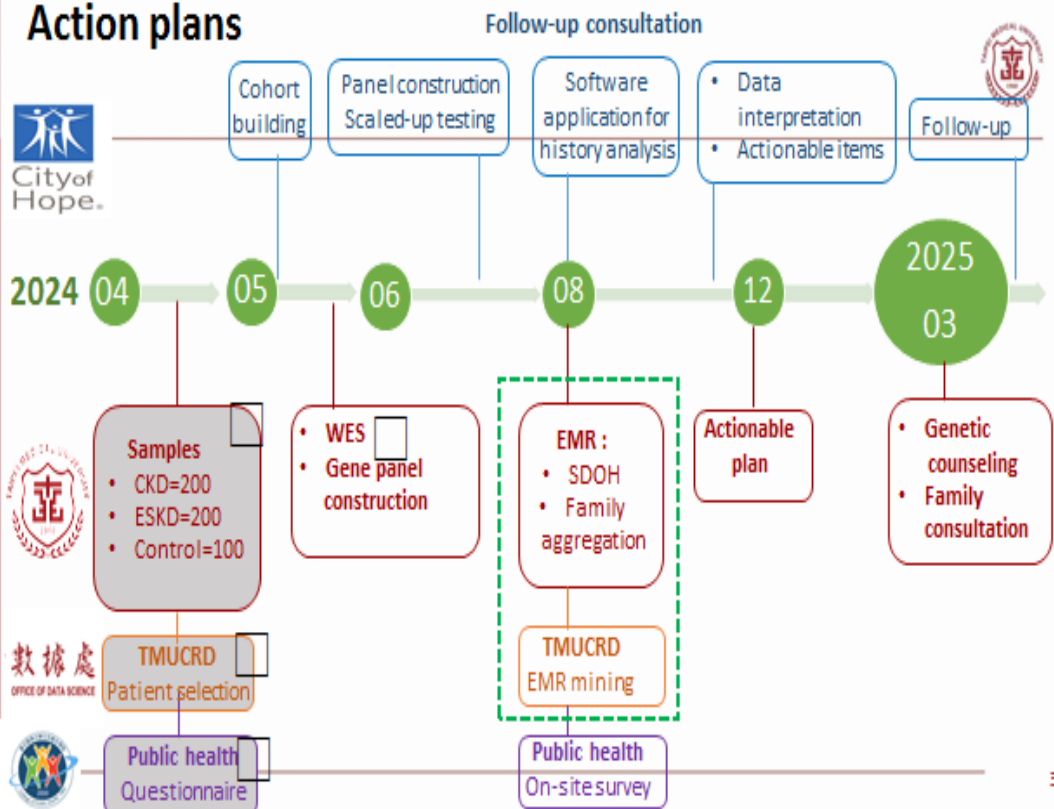 Action plans
Follow-up consultation
Cohort
building
Panel construction
Scaled-up testing
Software
application for
history analysis
• Data
interpretation
• Actionable items
Follow-up
City of
Hope®
2024
04
05
06
08
12
2025
03
Samples
• CKD=200
• ESKD=200
• Control=100
• WES
• Gene panel
construction
EMR :
• SDOH
• Family
aggregation
Actionable
plan
• Genetic
counseling
• Family
consultation
數據處
OFFICE OF DATA SCIENCE
TMUCRD
Patient selection
TMUCRD
EMR mining
Public health
Questionnaire
Public health
On-site survey